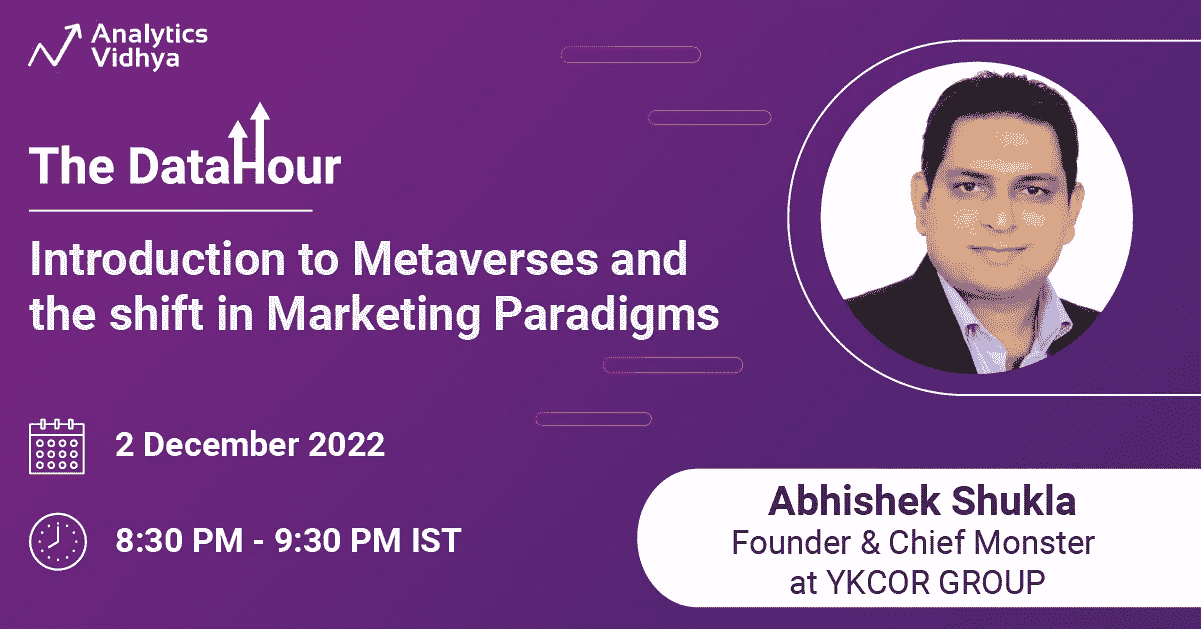 Analytics
Vidhya
The DataHour
Introduction to Metaverses and
the shift in Marketing Paradigms
2 December 2022
8:30 PM - 9:30 PM IST
Abhishek Shukla
Founder & Chief Monster
at YKCOR GROUP